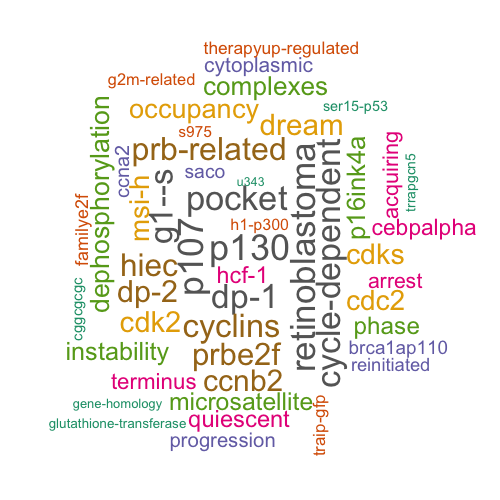 therapyup-regulated
cytoplasmic
g2m-related
complexes
occupancy
ser15-p53
dream
s975
prb-related
saco
u343
pocket
ccna2
dephosphorylation
msi-h
g1--s
p107
p130
h1-p300
retinoblastoma
cycle-dependent
p16ink4a
acquiring
trrapgcn5
cebpalpha
familye2f
hiec
hcf-1
cdks
arrest
dp-2
dp-1
cdc2
cggcgcgc
cdk2
cyclins
phase
instability
prbe2f
brca1ap110
reinitiated
terminus
ccnb2
gene-homology
microsatellite
traip-gfp
glutathione-transferase
quiescent
progression